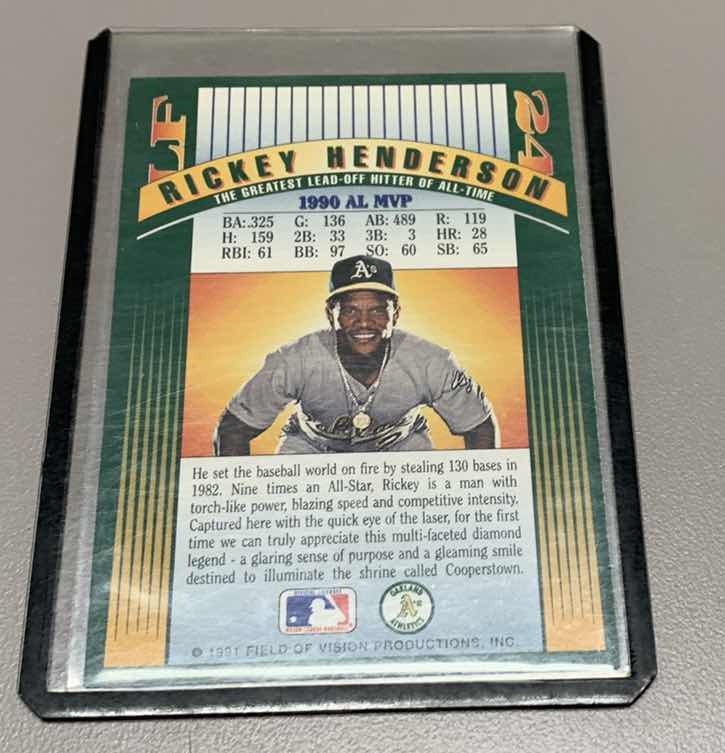 LF
24
RICKEY HENDERSON
THE GREATEST LEAD-OFF HITTER OF ALL-TIME
1990 AL MVP
BA: .325 G: 136 AB: 489 R: 119
H: 159 2B: 33 3B: 3 HR: 28
RBI: 61 BB: 97 SO: 60 SB: 65
A's
He set the baseball world on fire by stealing 130 bases in
1982. Nine times an All-Star, Rickey is a man with
torch-like power, blazing speed and competitive intensity.
Captured here with the quick eye of the laser, for the first
time we can truly appreciate this multi-faceted diamond
legend - a glaring sense of purpose and a gleaming smile
destined to illuminate the shrine called Cooperstown.
OAKLAND
A's
ATHLETICS
© 1991 FIELD OF VISION PRODUCTIONS, INC.